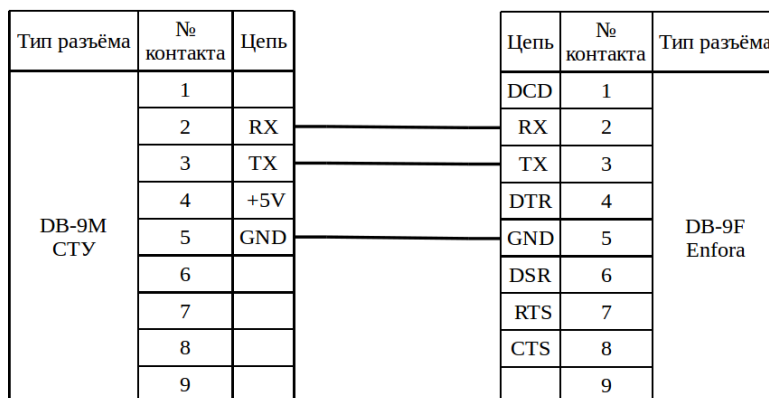 Тип разъёма № контакта Цепь Цепь № контакта Тип разъёма
1 DCD 1
2 RX RX 2
3 TX TX 3
4 +5V DTR 4
DB-9M СТУ 5 GND GND 5 DB-9F Enfora
6 DSR 6
7 RTS 7
8 CTS 8
9 9